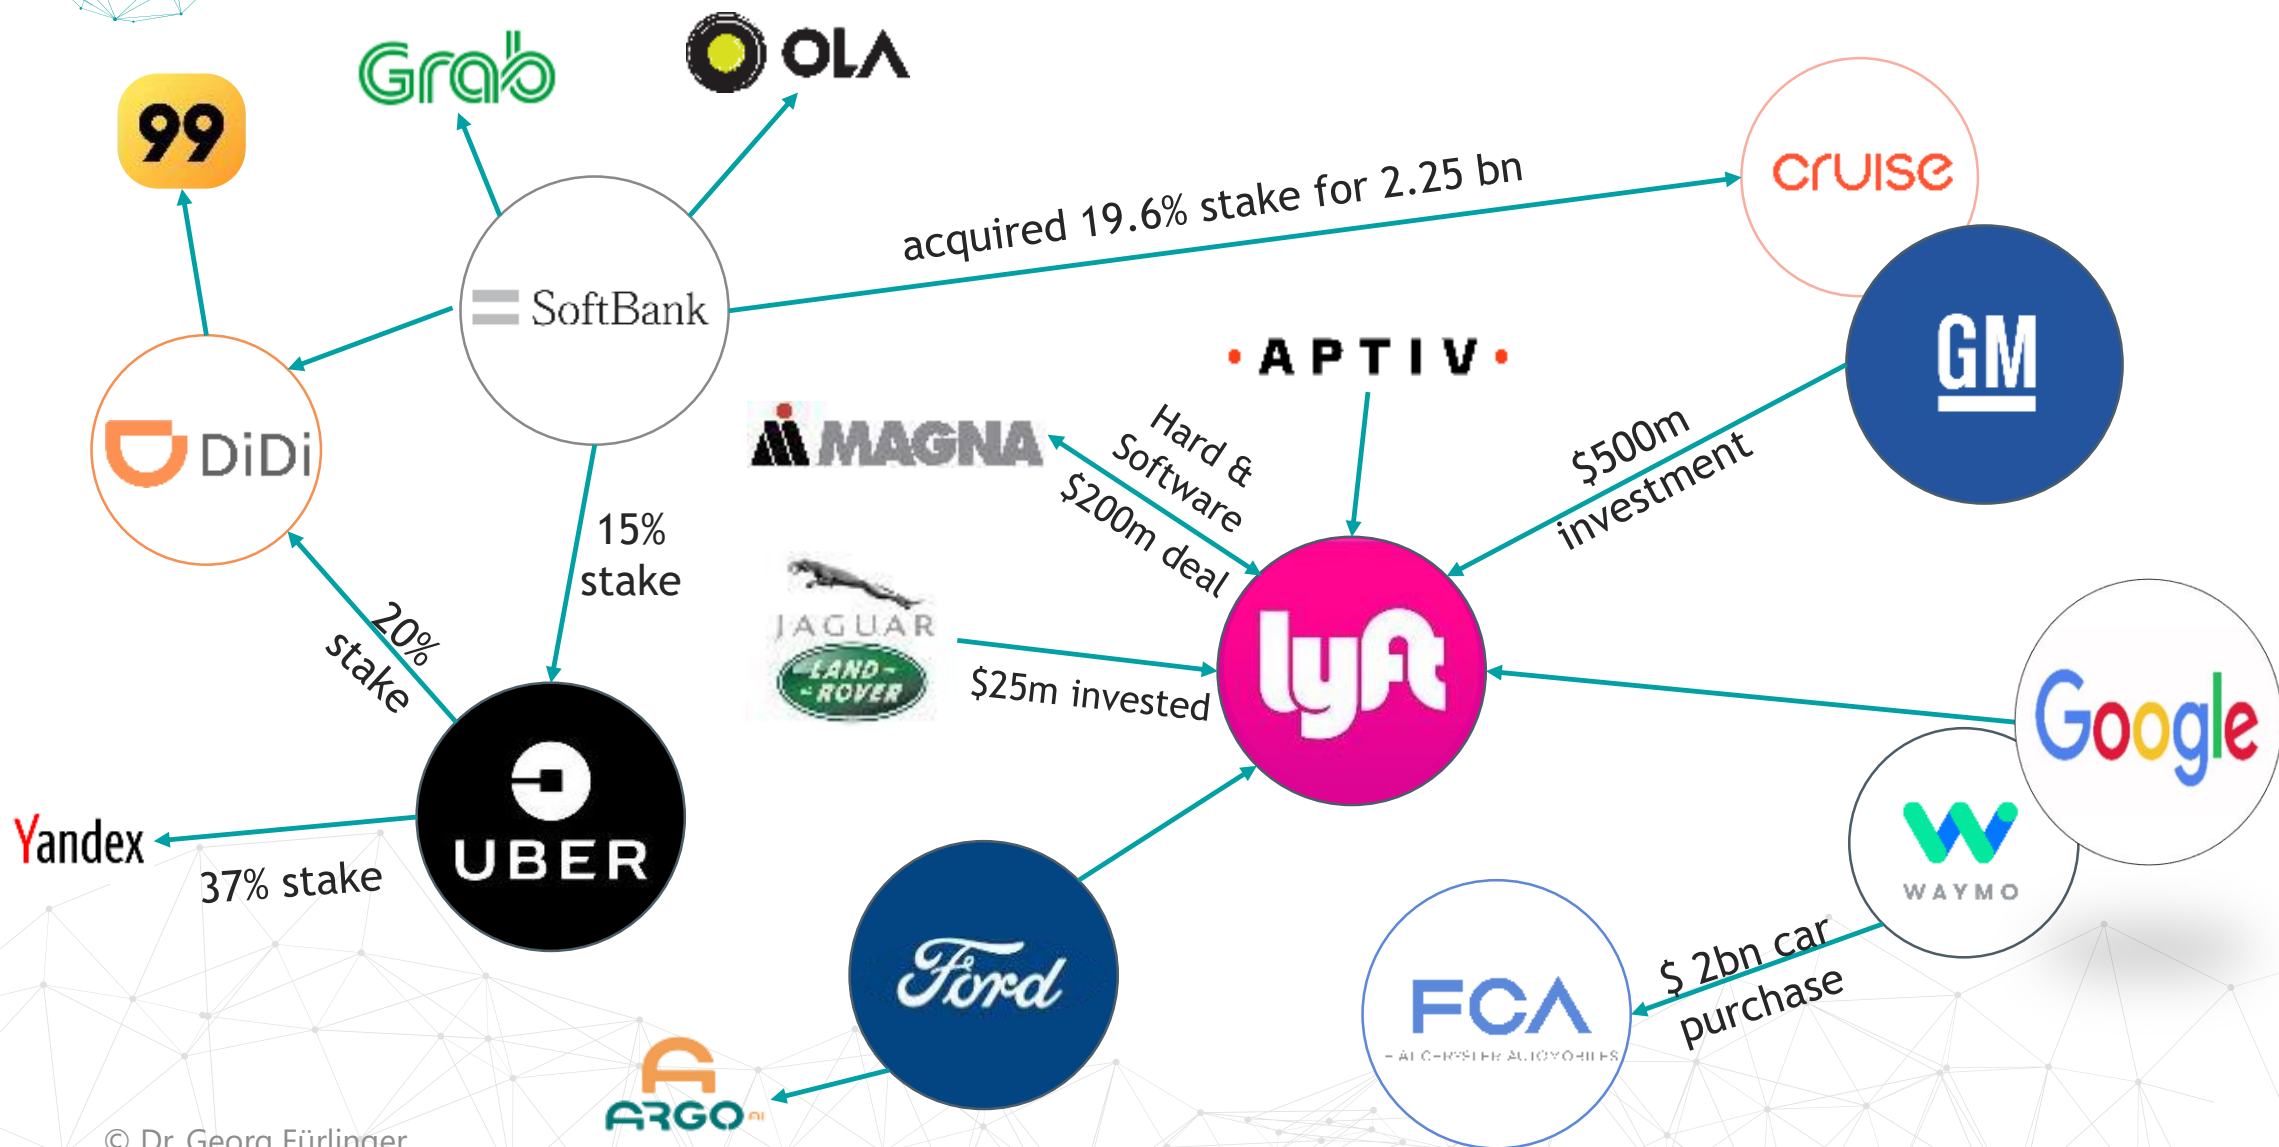 Grab
OLA
99
cruise
acquired 19.6% stake for 2.25 bn
SoftBank
GM
APTIV
MAGNA
Hard &
Software
$200m deal
$500m
investment
DiDi
15%
stake
JAGUAR
LAND-
-ROVER
$25m invested
lyft
20%
stake
Google
UBER
Yandex
37% stake
WAYMO
Ford
$ 2bn car
purchase
FCA
ARGO AI
© Dr. Georg Fürlinger